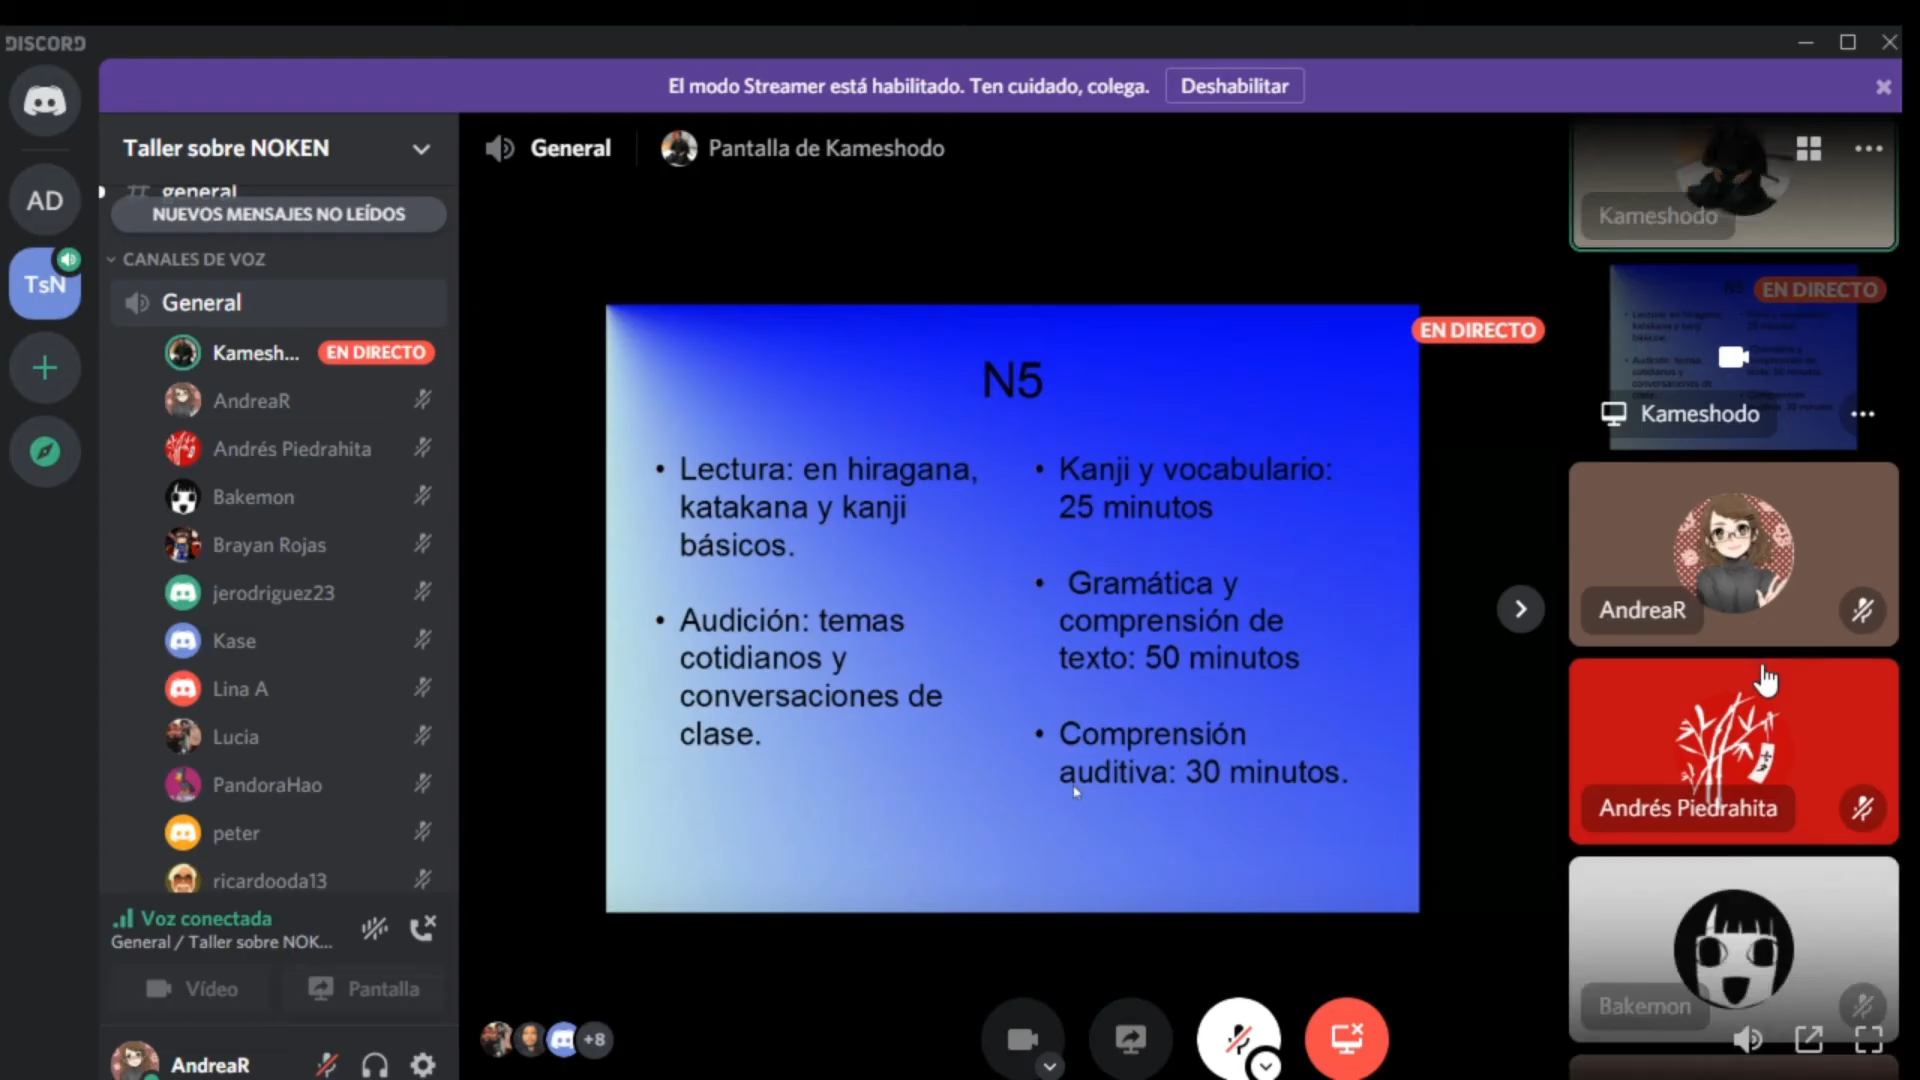 DISCORD
El modo Streamer está habilitado. Ten cuidado, colega.
Deshabilitar
AD
TsN
Taller sobre NOKEN
general
NUEVOS MENSAJES NO LEÍDOS
CANALES DE VOZ
General
Kamesh...
EN DIRECTO
AndreaR
Andrés Piedrahita
Bakemon
Brayan Rojas
jerodriguez23
Kase
Lina A
Lucia
PandoraHao
peter
ricardooda13
Voz conectada
General / Taller sobre NOK...
Vídeo
Pantalla
AndreaR
General
Pantalla de Kameshodo
EN DIRECTO
N5
• Lectura: en hiragana,
katakana y kanji
básicos.
• Audición: temas
cotidianos y
conversaciones de
clase.
• Kanji y vocabulario:
25 minutos
• Gramática y
comprensión de
texto: 50 minutos
• Comprensión
auditiva: 30 minutos.
+8
Kameshodo
EN DIRECTO
Kameshodo
AndreaR
Andrés Piedrahita
Bakemon